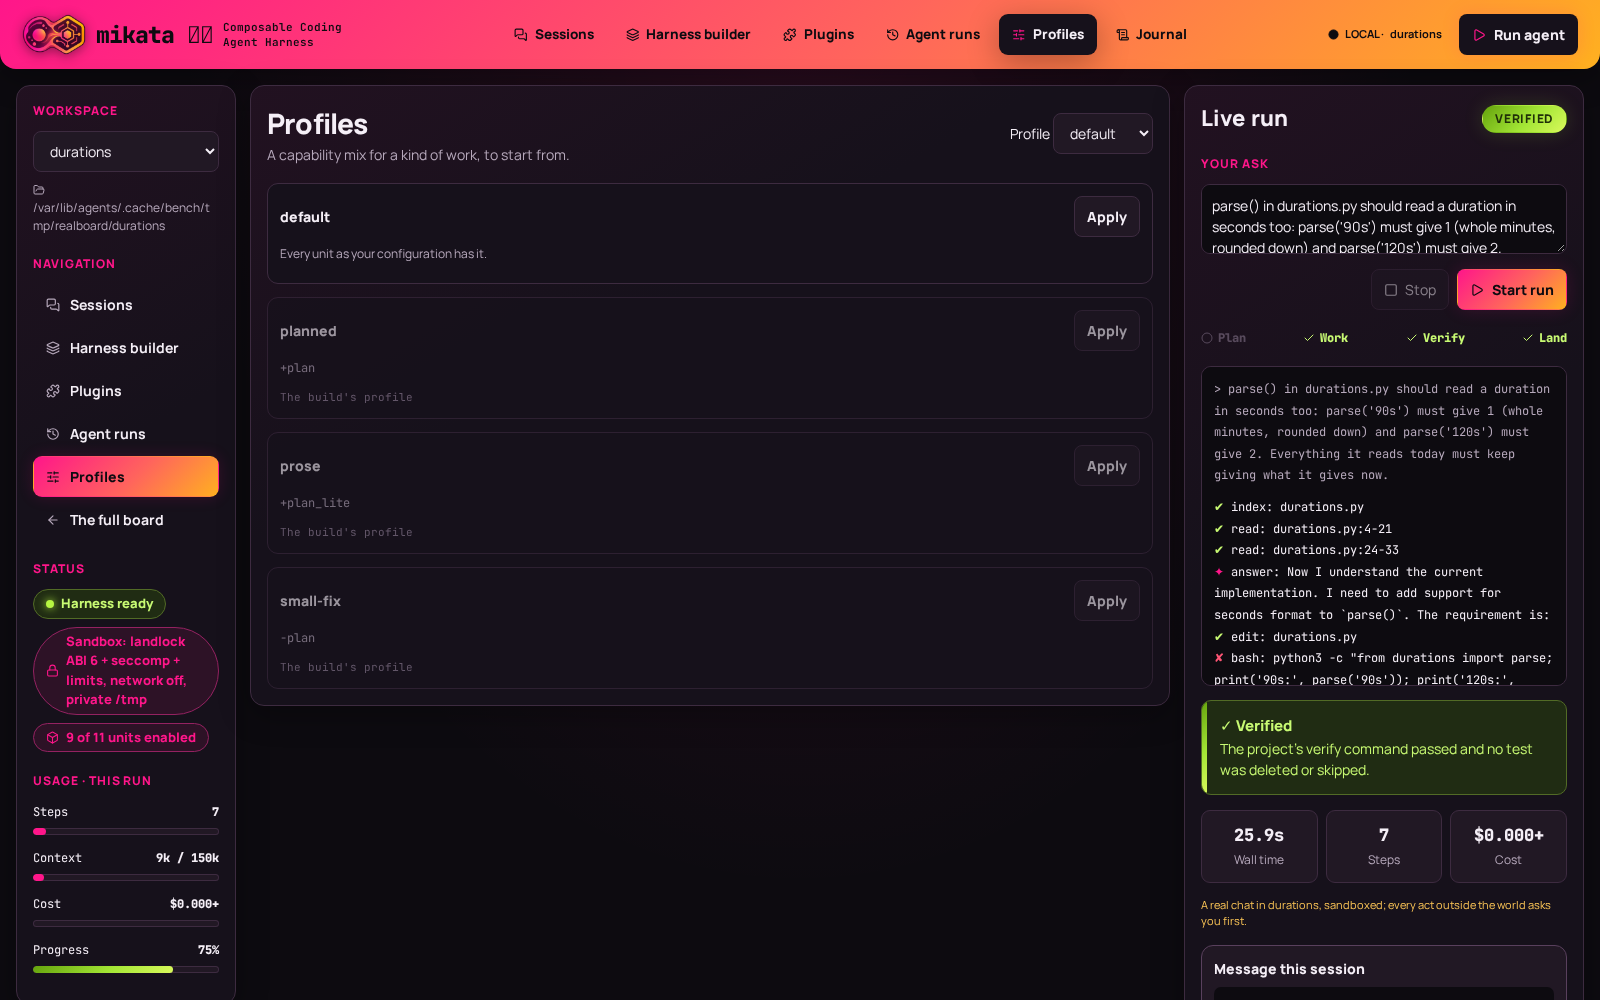 mikata
Composable Coding
Agent Harness
Sessions
Harness builder
Plugins
Agent runs
Profiles
Journal
LOCAL · durations
Run agent
WORKSPACE
durations
/var/lib/agents/.cache/bench/t
mp/realboard/durations
NAVIGATION
Sessions
Harness builder
Plugins
Agent runs
Profiles
The full board
STATUS
Harness ready
Sandbox: landlock
ABI 6 + seccomp +
limits, network off,
private /tmp
9 of 11 units enabled
USAGE · THIS RUN
Steps 7
Context 9k / 150k
Cost $0.000+
Progress 75%
Profiles
A capability mix for a kind of work, to start from.
Profile default
default
Apply
Every unit as your configuration has it.
planned
Apply
+plan
The build's profile
prose
Apply
+plan_lite
The build's profile
small-fix
Apply
-plan
The build's profile
Live run
VERIFIED
YOUR ASK
parse() in durations.py should read a duration in
seconds too: parse('90s') must give 1 (whole minutes,
rounded down) and parse('120s') must give 2.
Stop
Start run
Plan
✓ Work
✓ Verify
✓ Land
> parse() in durations.py should read a duration
in seconds too: parse('90s') must give 1 (whole
minutes, rounded down) and parse('120s') must
give 2. Everything it reads today must keep
giving what it gives now.
✔ index: durations.py
✔ read: durations.py:4-21
✔ read: durations.py:24-33
✦ answer: Now I understand the current
implementation. I need to add support for
seconds format to `parse()`. The requirement is:
✔ edit: durations.py
✘ bash: python3 -c "from durations import parse;
print('90s:', parse('90s')); print('120s:',
✓ Verified
The project's verify command passed and no test
was deleted or skipped.
25.9s
Wall time
7
Steps
$0.000+
Cost
A real chat in durations, sandboxed; every act outside the world asks
you first.
Message this session